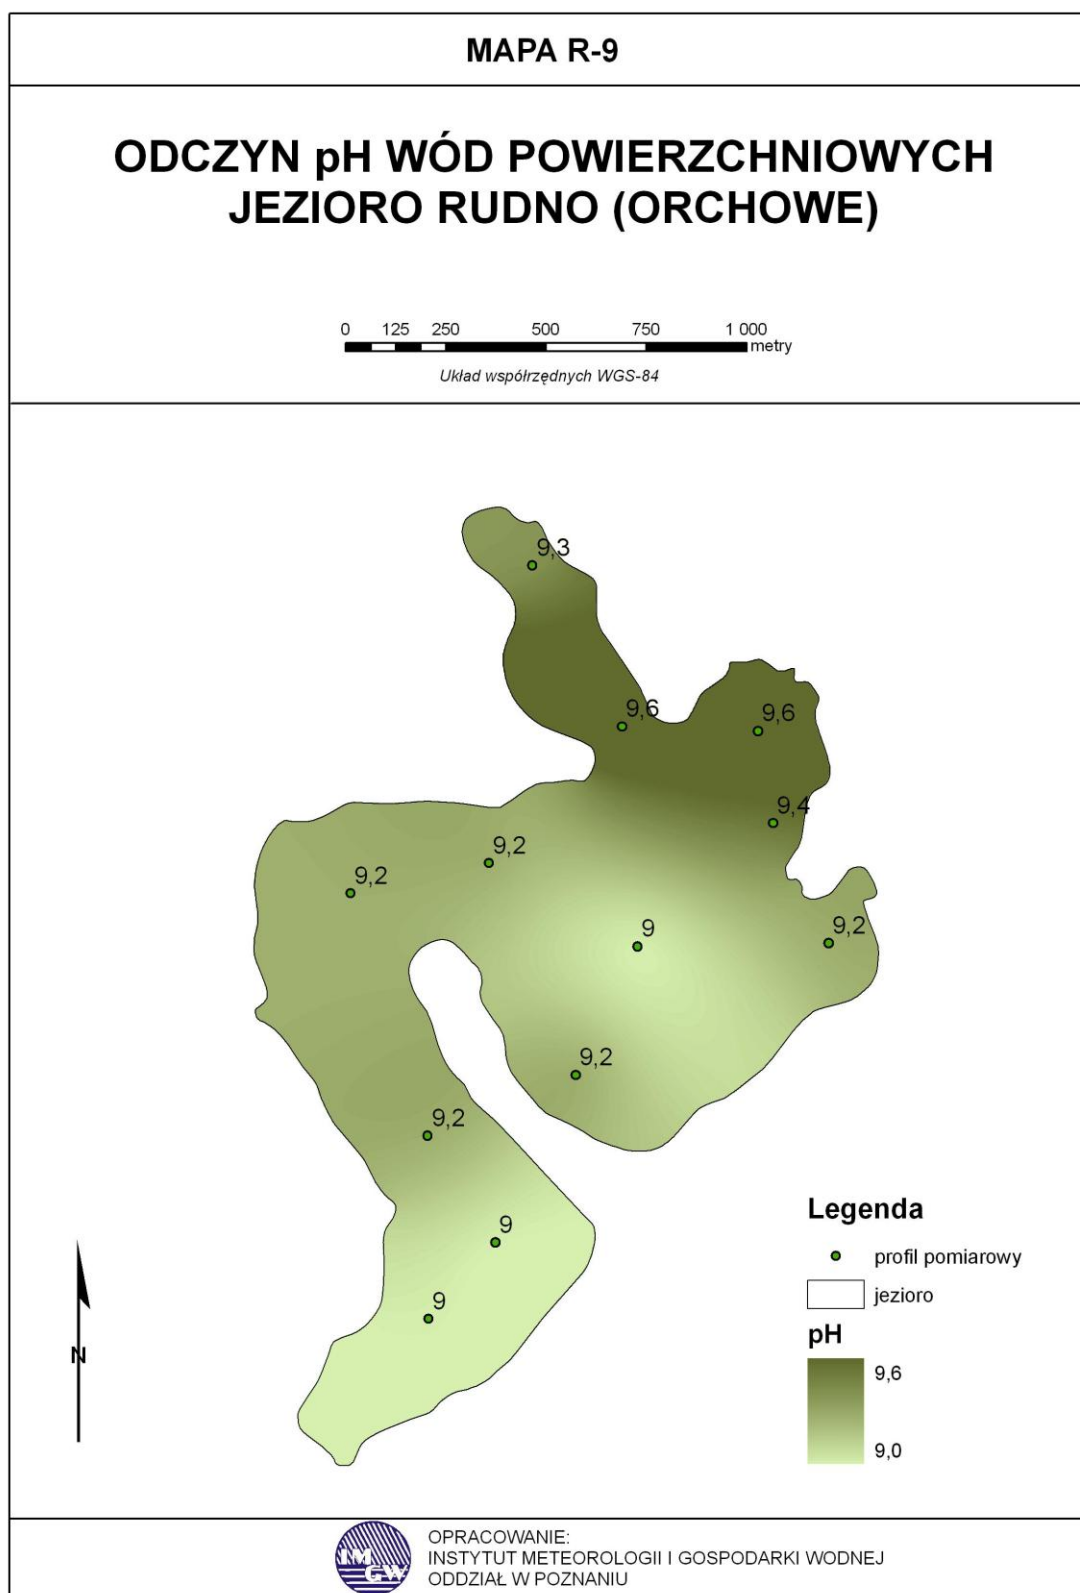 MAPA R-9
ODCZYN pH WÓD POWIERZCHNIOWYCH
JEZIORO RUDNO (ORCHOWE)
0 125 250 500 750 1 000
metry
Układ współrzędnych WGS-84
9,3
9,6
9,6
9,4
9,2
9,2
9
9,2
9,2
9,2
9
9
Legenda
profil pomiarowy
jezioro
pH
9,6
9,0
N
IM
GW
OPRACOWANIE:
INSTYTUT METEOROLOGII I GOSPODARKI WODNEJ
ODDZIAŁ W POZNANIU